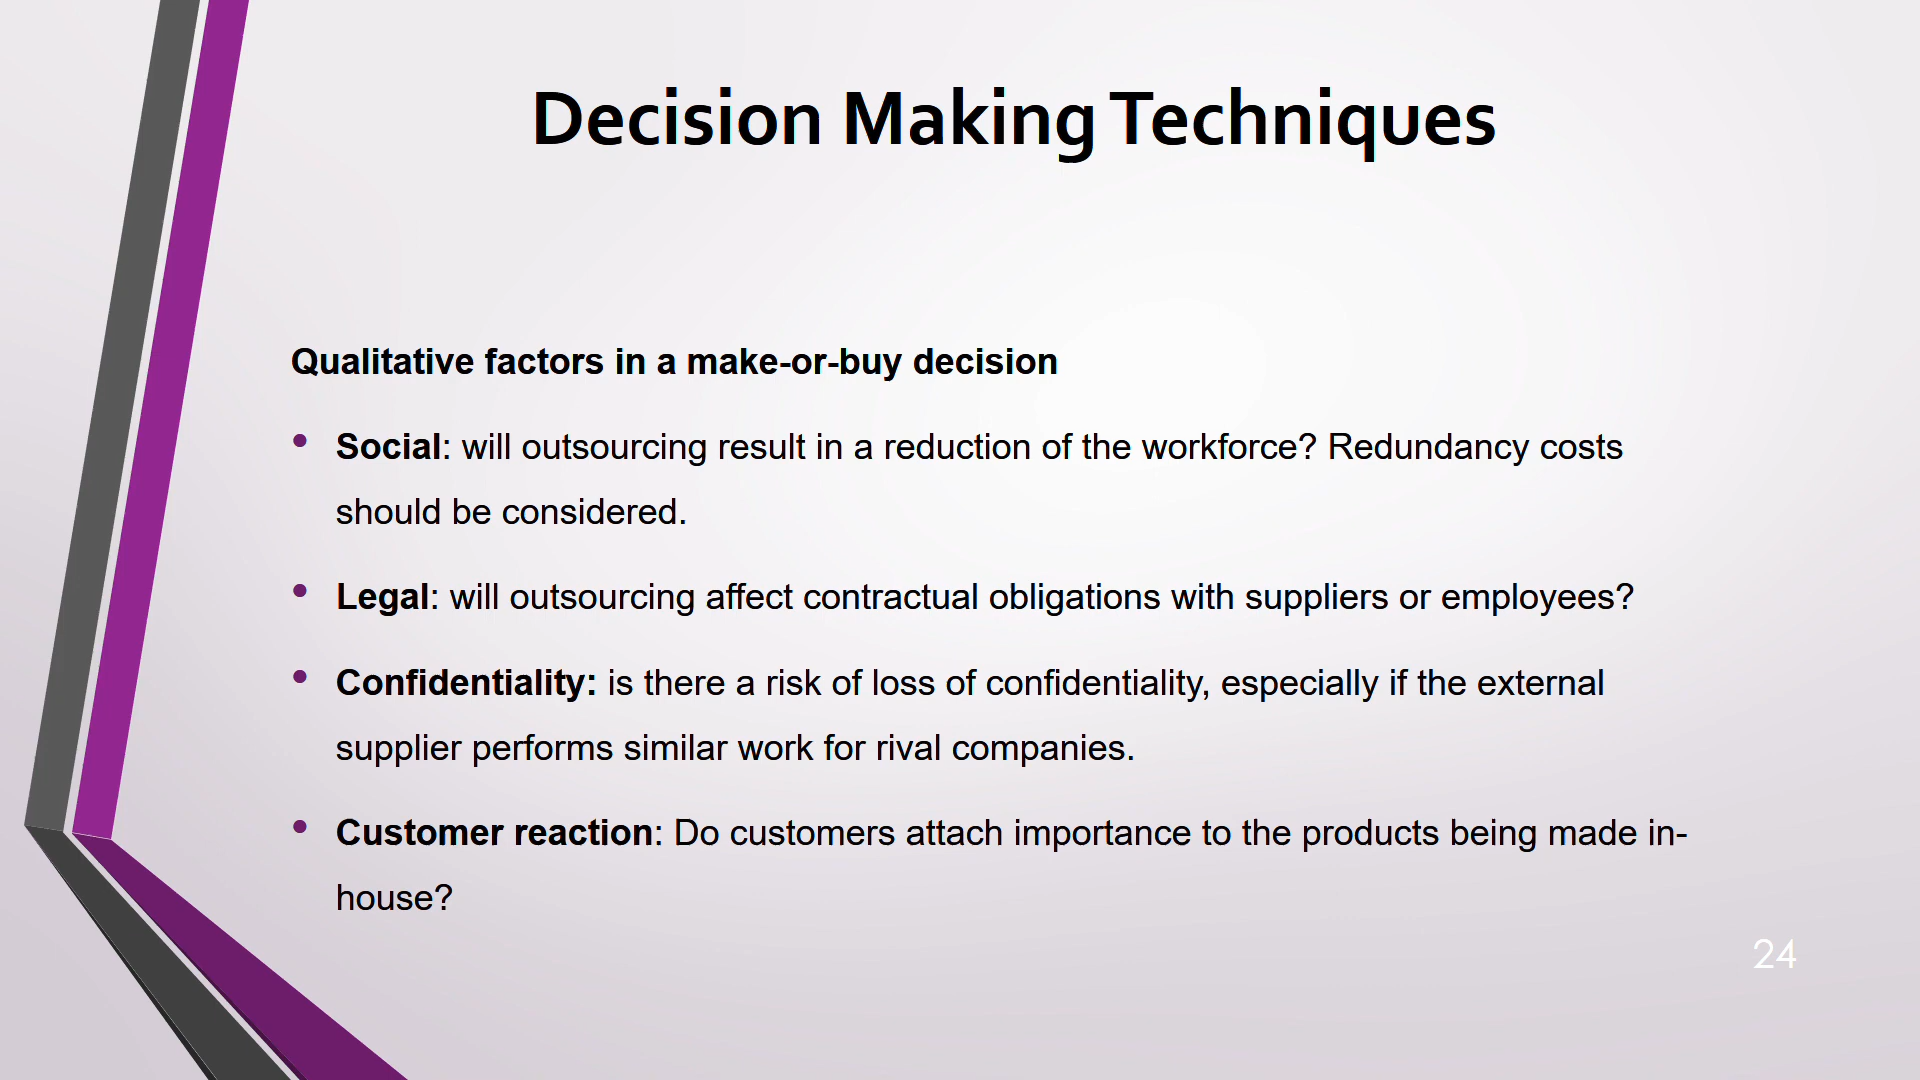 Decision Making Techniques
Qualitative factors in a make-or-buy decision
• Social: will outsourcing result in a reduction of the workforce? Redundancy costs
should be considered.
• Legal: will outsourcing affect contractual obligations with suppliers or employees?
• Confidentiality: is there a risk of loss of confidentiality, especially if the external
supplier performs similar work for rival companies.
• Customer reaction: Do customers attach importance to the products being made in-
house?
24